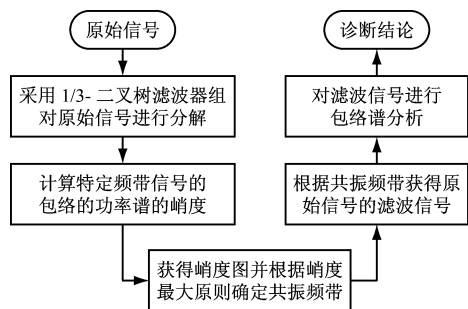 原始信号
采用 1/3- 二叉树滤波器组
对原始信号进行分解
计算特定频带信号的
包络的功率谱的峭度
获得峭度图并根据峭度
最大原则确定共振频带
根据共振频带获得原
始信号的滤波信号
对滤波信号进行
包络谱分析
诊断结论